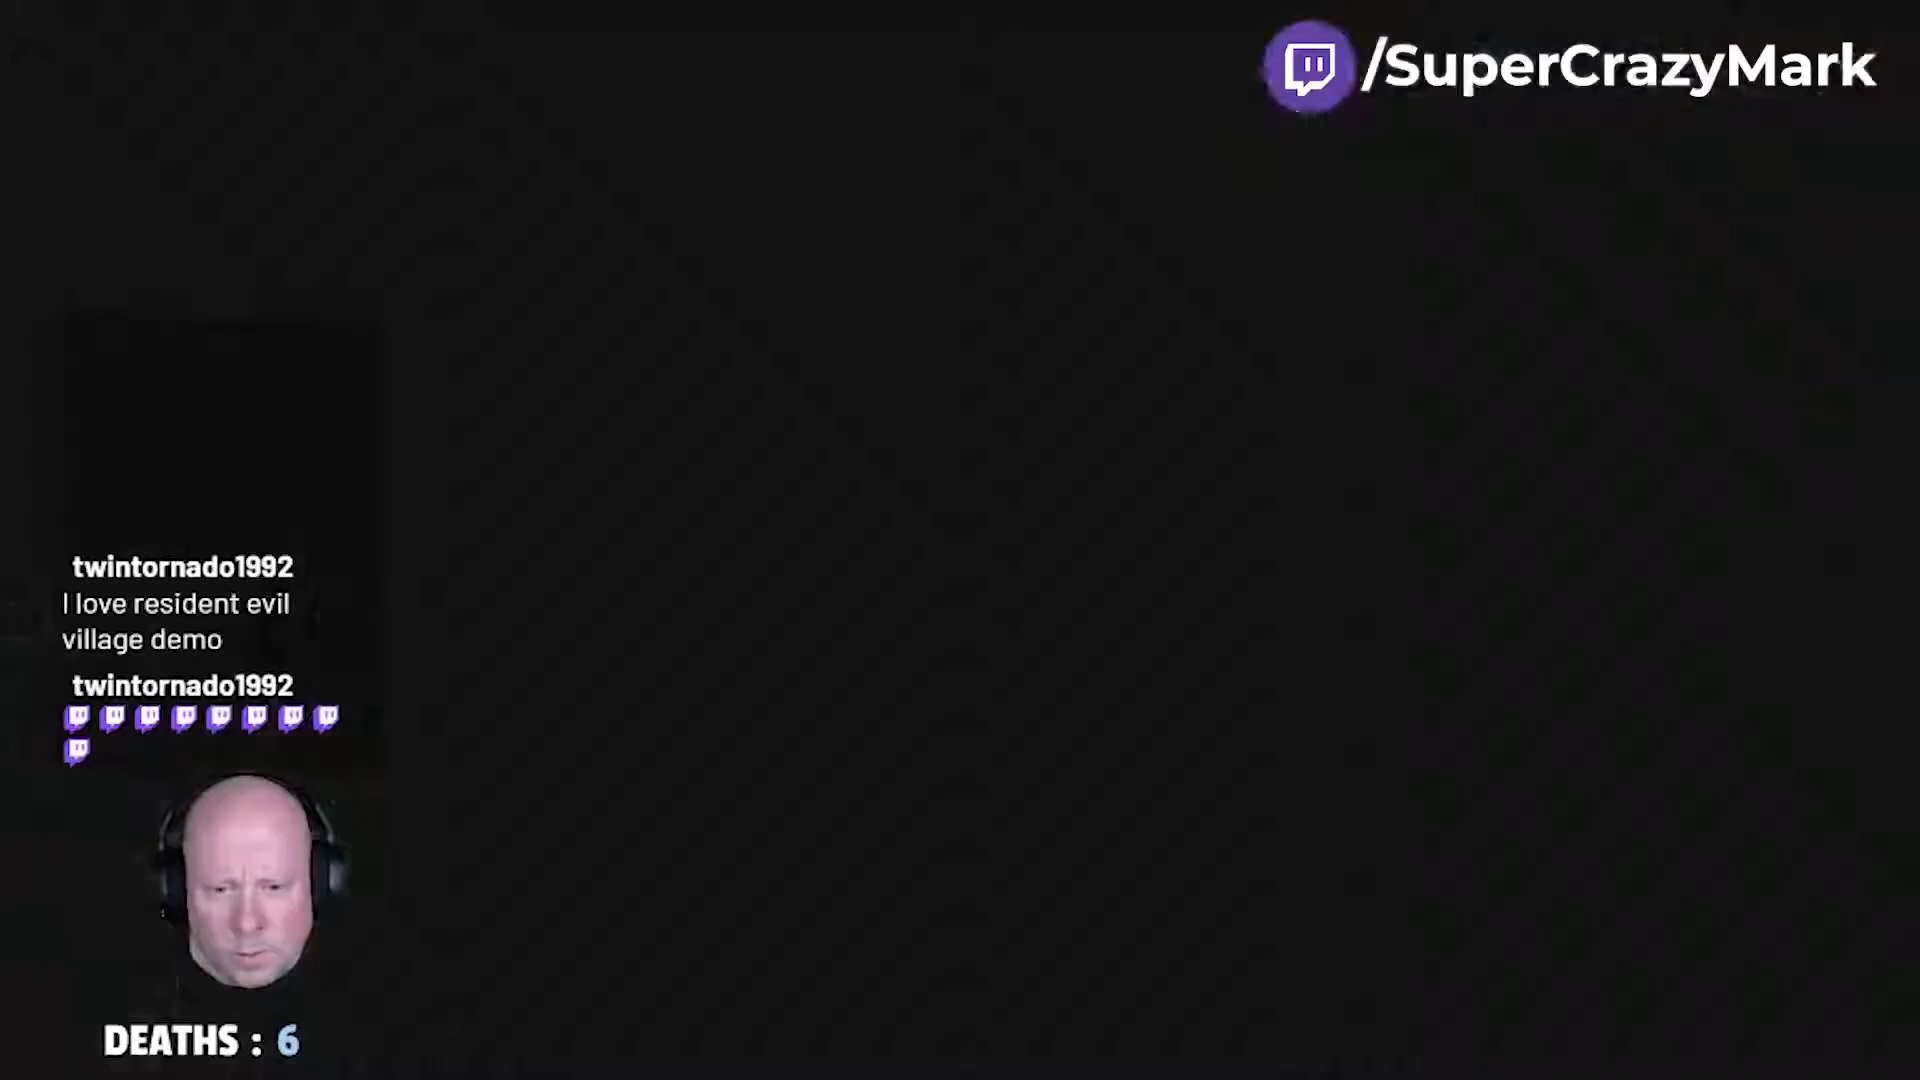 /SuperCrazyMark
twintornado1992
I love resident evil
village demo
twintornado1992
DEATHS : 6